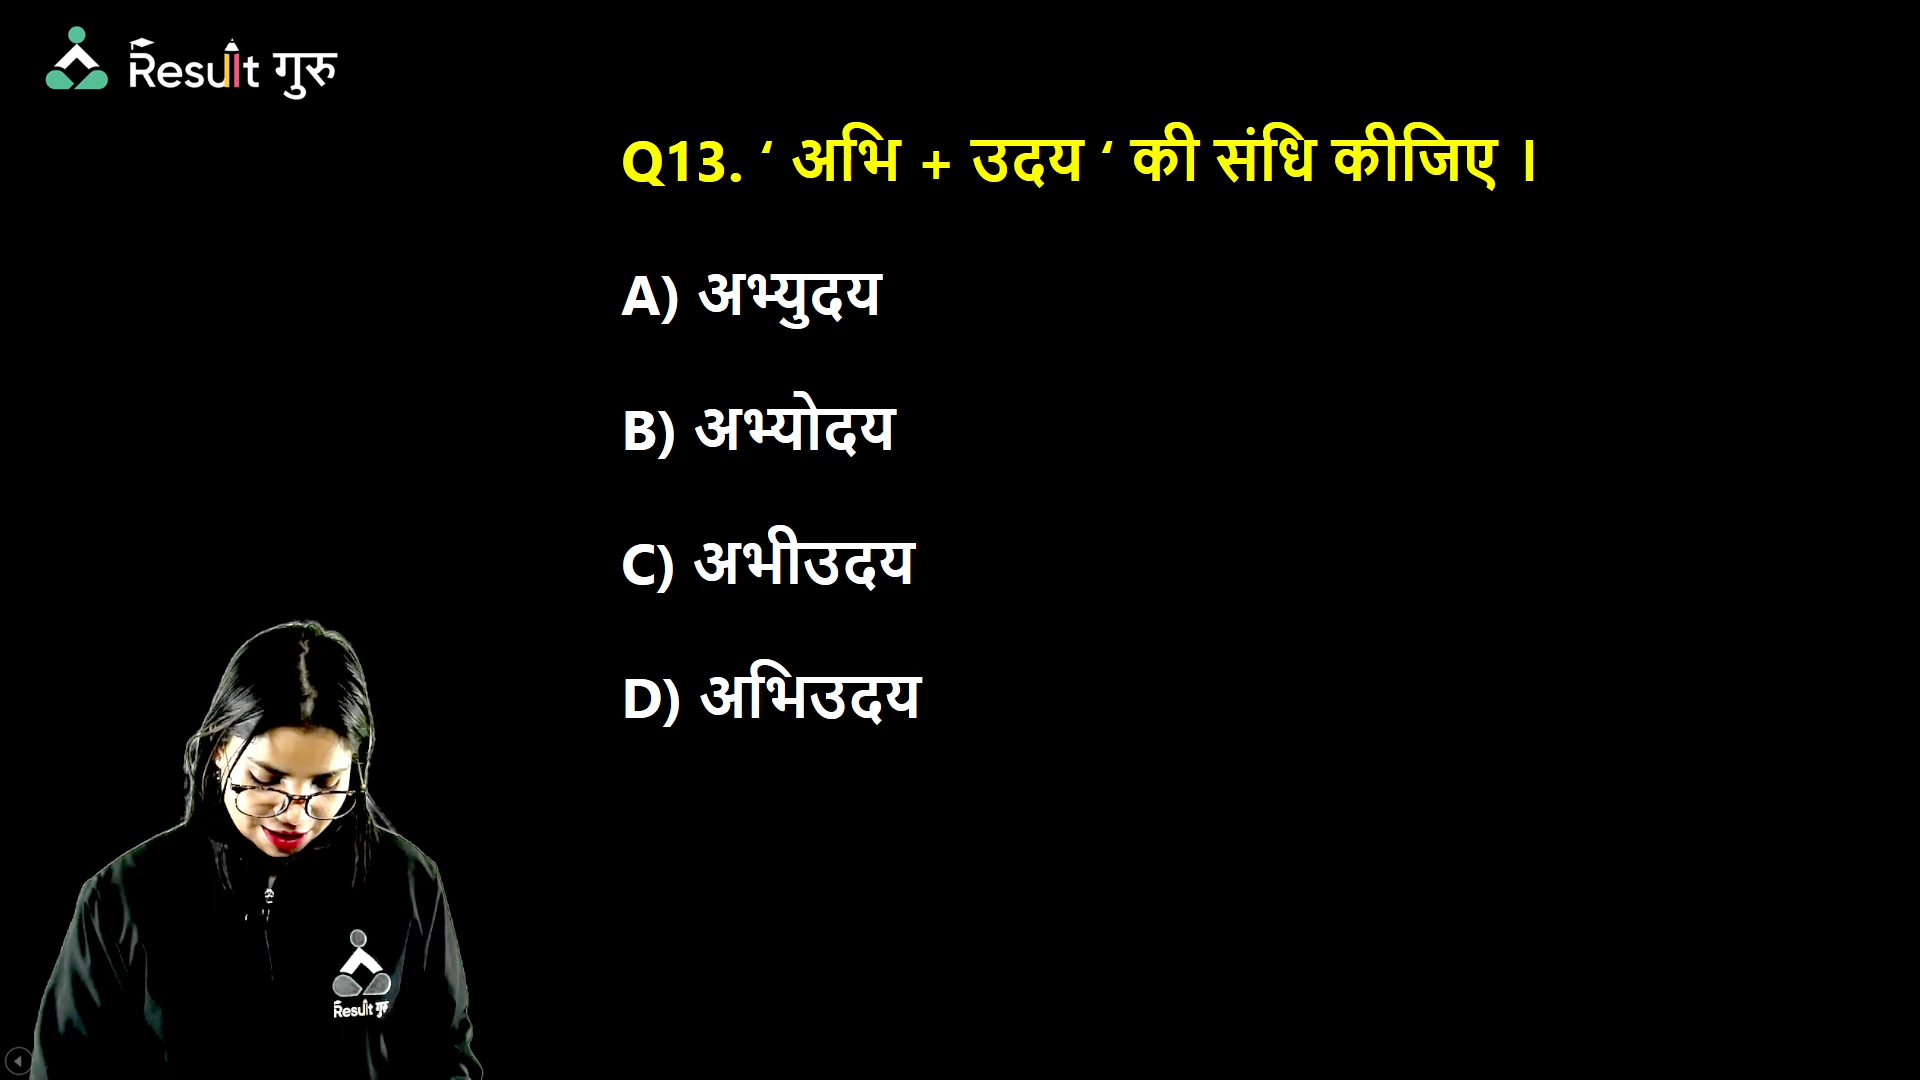 Result गुरु
Q13. ‘ अभि + उदय ‘ की संधि कीजिए ।
A) अभ्युदय
B) अभ्योदय
C) अभीउदय
D) अभिउदय
Result गुरु